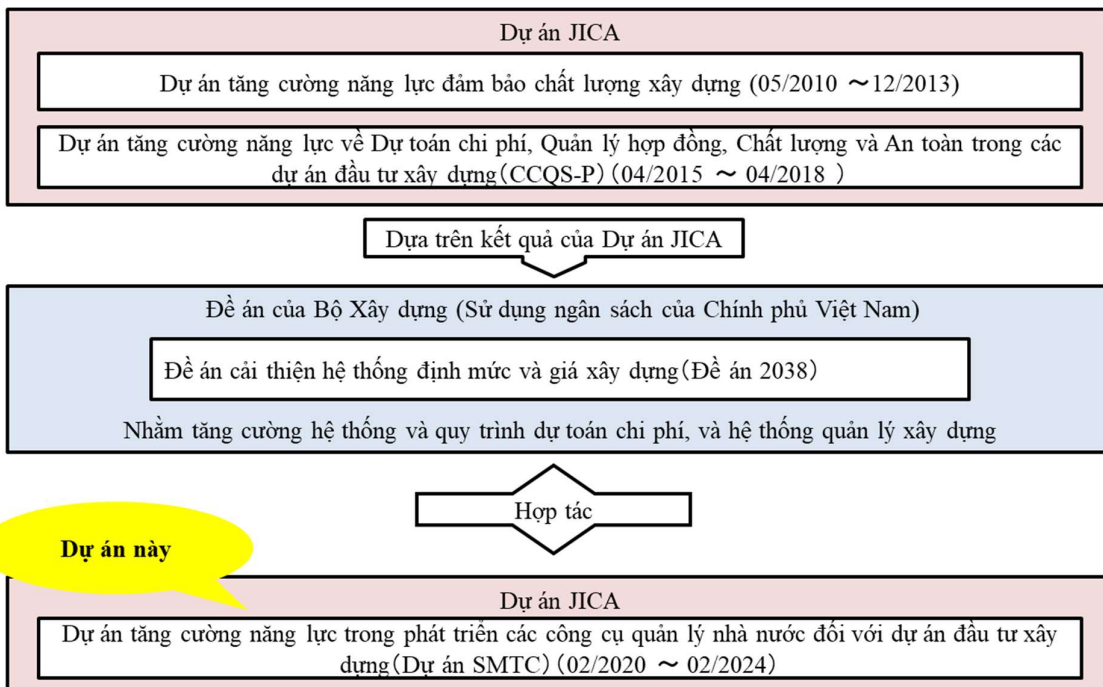 Dự án JICA
Dự án tăng cường năng lực đảm bảo chất lượng xây dựng (05/2010 ～12/2013)
Dự án tăng cường năng lực về Dự toán chi phí, Quản lý hợp đồng, Chất lượng và An toàn trong các
dự án đầu tư xây dựng(CCQS-P) (04/2015 ～ 04/2018 )
Dựa trên kết quả của Dự án JICA
Đề án của Bộ Xây dựng (Sử dụng ngân sách của Chính phủ Việt Nam)
Đề án cải thiện hệ thống định mức và giá xây dựng(Đề án 2038)
Nhằm tăng cường hệ thống và quy trình dự toán chi phí, và hệ thống quản lý xây dựng
Hợp tác
Dự án này
Dự án JICA
Dự án tăng cường năng lực trong phát triển các công cụ quản lý nhà nước đối với dự án đầu tư xây
dựng(Dự án SMTC) (02/2020 ～ 02/2024)